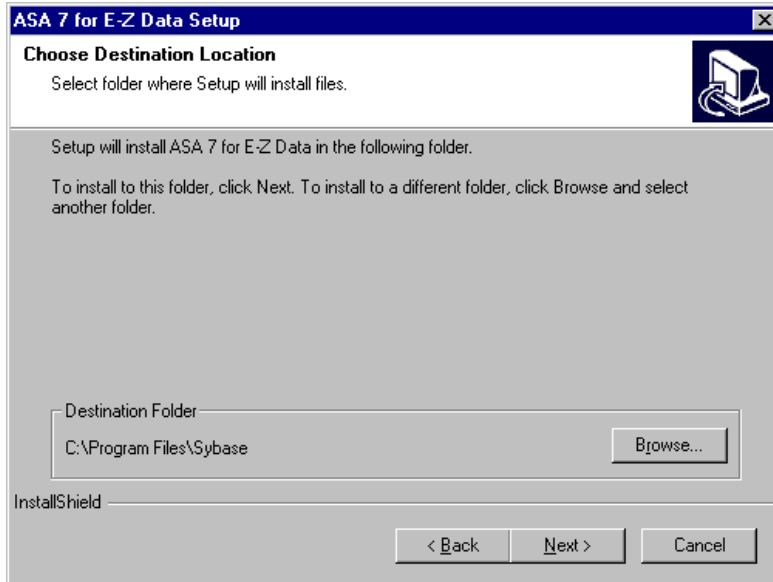 ASA 7 for E-Z Data Setup
Choose Destination Location
Select folder where Setup will install files.
Setup will install ASA 7 for E-Z Data in the following folder.
To install to this folder, click Next. To install to a different folder, click Browse and select
another folder.
Destination Folder
C:\Program Files\Sybase
Browse...
InstallShield
< Back
Next >
Cancel